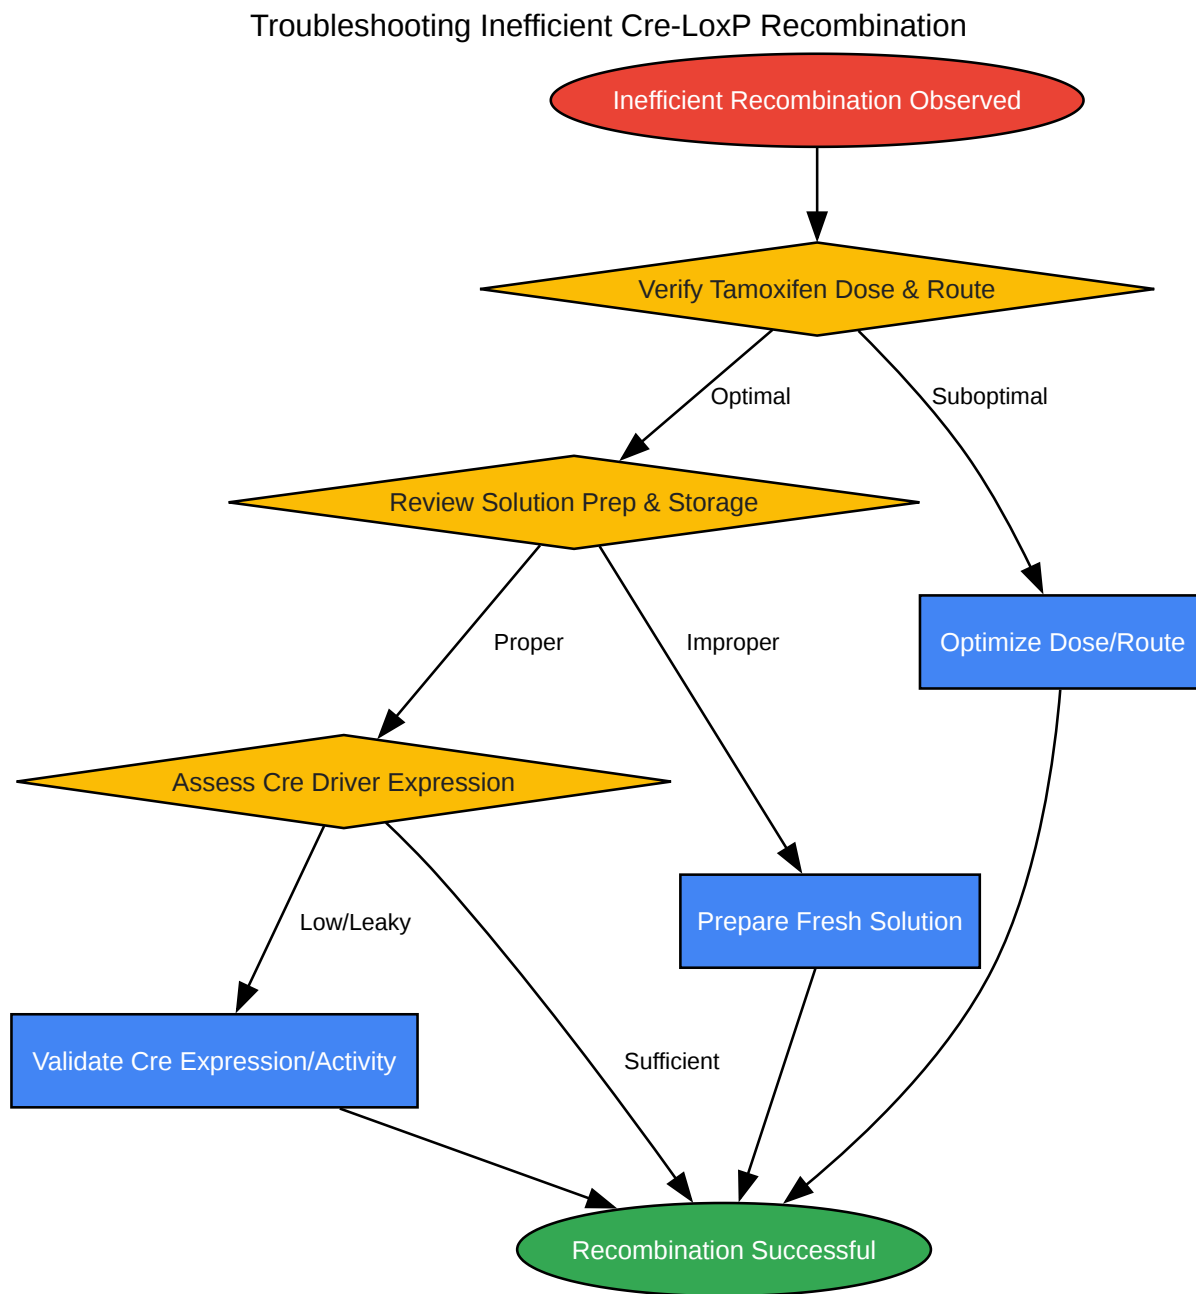 Troubleshooting Inefficient Cre-LoxP Recombination
Inefficient Recombination Observed
Verify Tamoxifen Dose & Route
Optimal
Suboptimal
Review Solution Prep & Storage
Proper
Improper
Optimize Dose/Route
Assess Cre Driver Expression
Low/Leaky
Prepare Fresh Solution
Validate Cre Expression/Activity
Sufficient
Recombination Successful